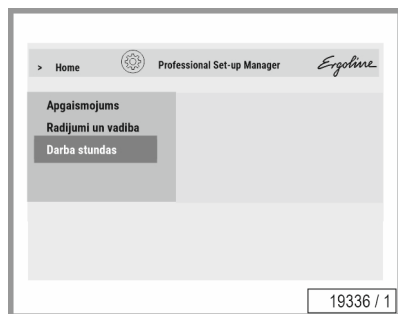 > Home Professional Set-up Manager Ergoline
Apgaismojums
Radijumi un vadiba
Darba stundas
19336 / 1